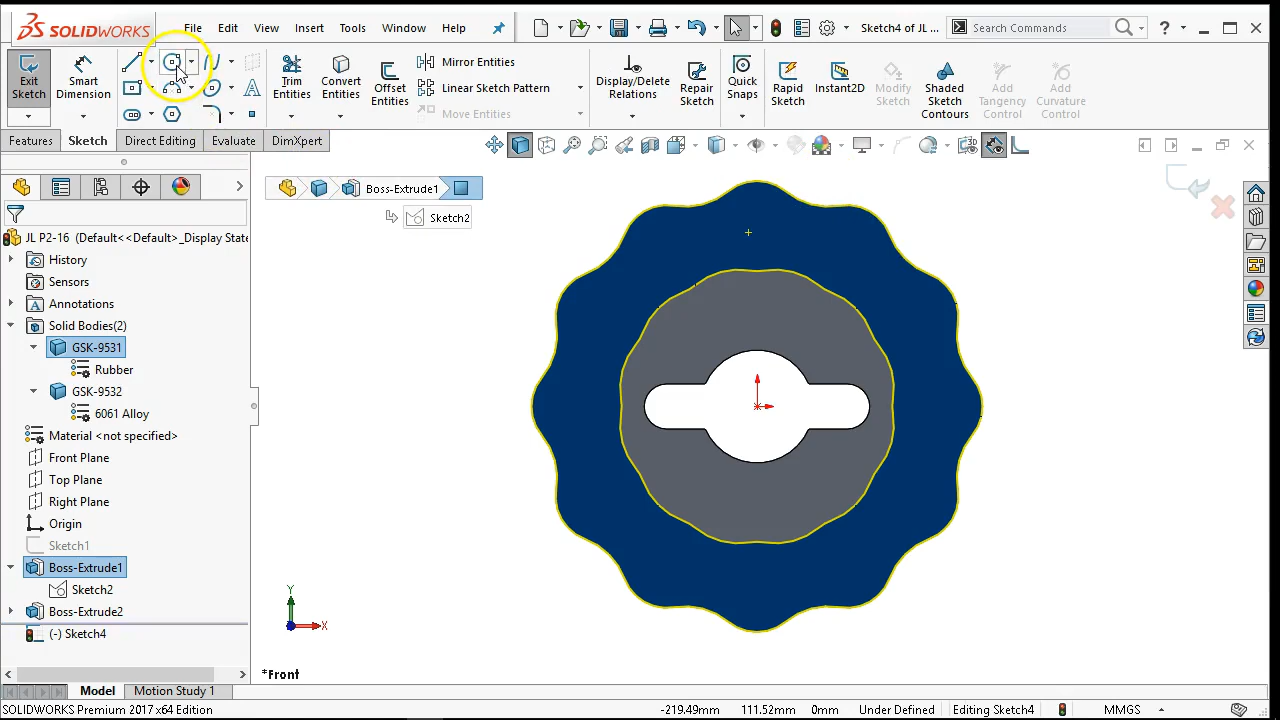 SOLIDWORKS
File Edit View Insert Tools Window Help
Sketch4 of JL ...
Search Commands
Exit Sketch
Smart Dimension
Trim Entities
Convert Entities
Offset Entities
Mirror Entities
Linear Sketch Pattern
Move Entities
Display/Delete Relations
Repair Sketch
Quick Snaps
Rapid Sketch
Instant2D
Modify Sketch
Shaded Sketch Contours
Add Tangency Control
Add Curvature Control
Features Sketch Direct Editing Evaluate DimXpert
Boss-Extrude1
Sketch2
JL P2-16 (Default<<Default>_Display State
History
Sensors
Annotations
Solid Bodies(2)
GSK-9531
Rubber
GSK-9532
6061 Alloy
Material <not specified>
Front Plane
Top Plane
Right Plane
Origin
Sketch1
Boss-Extrude1
Sketch2
Boss-Extrude2
(-) Sketch4
Y
X
*Front
Model Motion Study 1
SOLIDWORKS Premium 2017 x64 Edition
-219.49mm 111.52mm 0mm Under Defined Editing Sketch4 MMGS